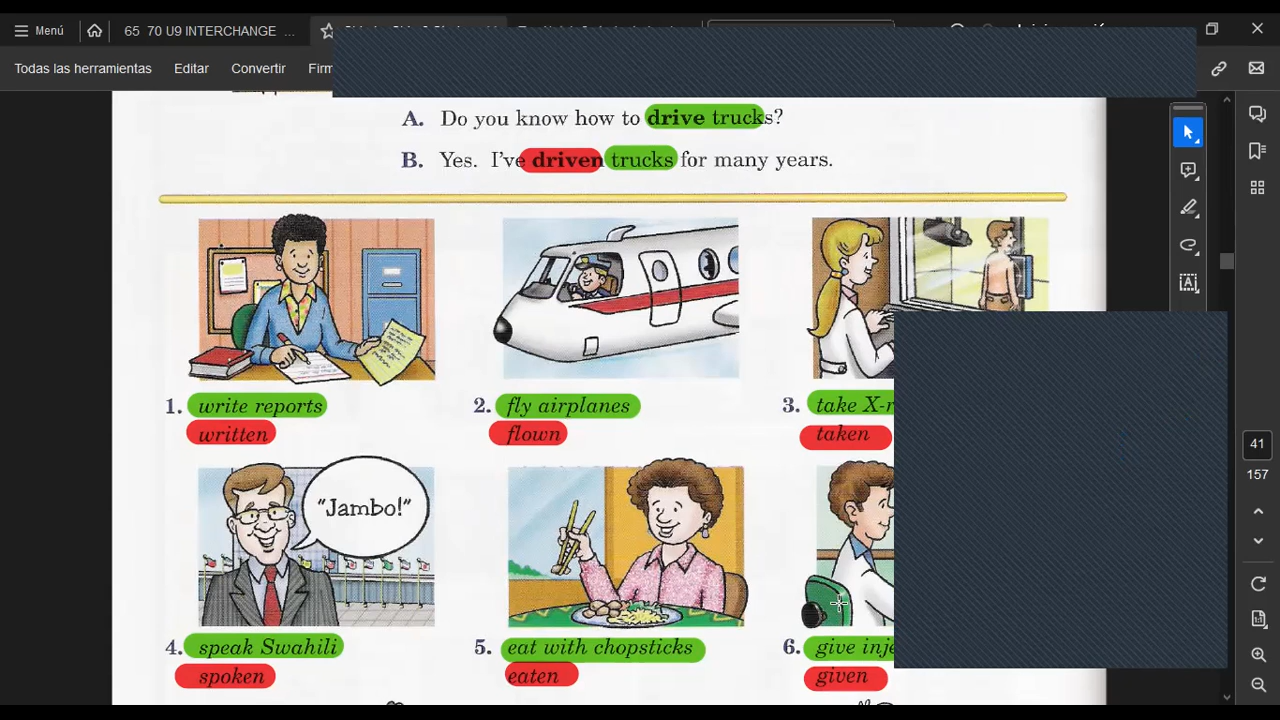 Menú
65 70 U9 INTERCHANGE ...
Todas las herramientas
Editar
Convertir
A. Do you know how to drive trucks?
B. Yes. I've driven trucks for many years.
1. write reports
written
2. fly airplanes
flown
3. take
taken
"Jambo!"
4. speak Swahili
spoken
5. eat with chopsticks
eaten
6. give
given
41
157